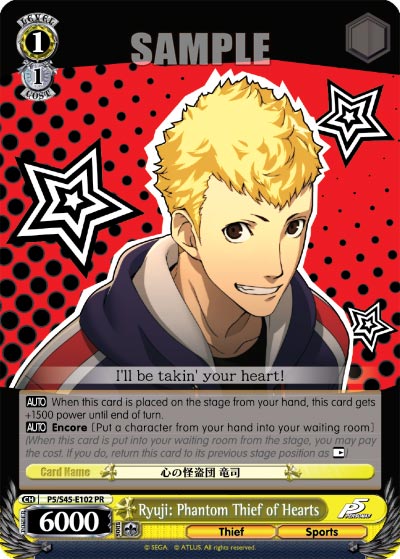 LEVEL
1
1
COST
SAMPLE
I'll be takin' your heart!
AUTO When this card is placed on the stage from your hand, this card gets
+1500 power until end of turn.
AUTO Encore [Put a character from your hand into your waiting room]
(When this card is put into your waiting room from the stage, you may pay
the cost. If you do, return this card to its previous stage position as
Card Name
心の怪盗団 竜司
CH P5/S45-E102 PR
6000
Ryuji: Phantom Thief of Hearts
P5
Thief
Sports
© SEGA. © ATLUS. All rights reserved.